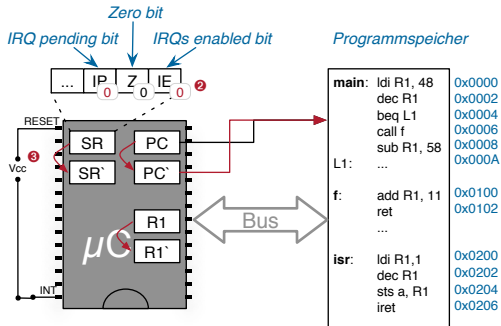 Zero bit
IRQ pending bit IRQs enabled bit Programmspeicher
... IP Z IE
0 0 0 ❷
main: ldi R1, 48 0x0000
dec R1 0x0002
beq L1 0x0004
call f 0x0006
sub R1, 58 0x0008
L1: ... 0x000A
f: add R1, 11 0x0100
ret 0x0102
...
isr: ldi R1,1 0x0200
dec R1 0x0202
sts a, R1 0x0204
iret 0x0206
RESET
❸
Vcc
INT
SR PC
SR` PC`
R1
R1`
µC
Bus